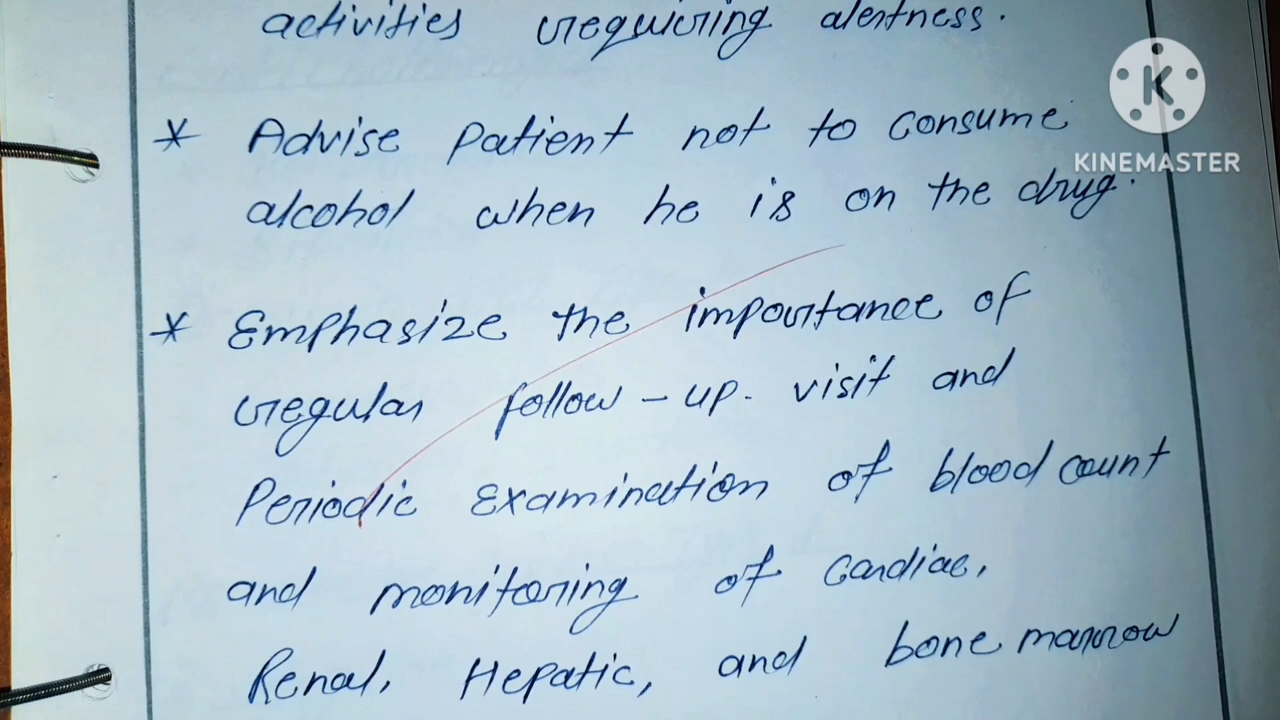 activities requiring alertness.
* Advise Patient not to consume
alcohol when he is on the drug.
* Emphasize the importance of
regular follow-up. visit and
Periodic Examination of blood count
and monitoring of cardiac,
Renal, Hepatic, and bone marrow
K
KINEMASTER